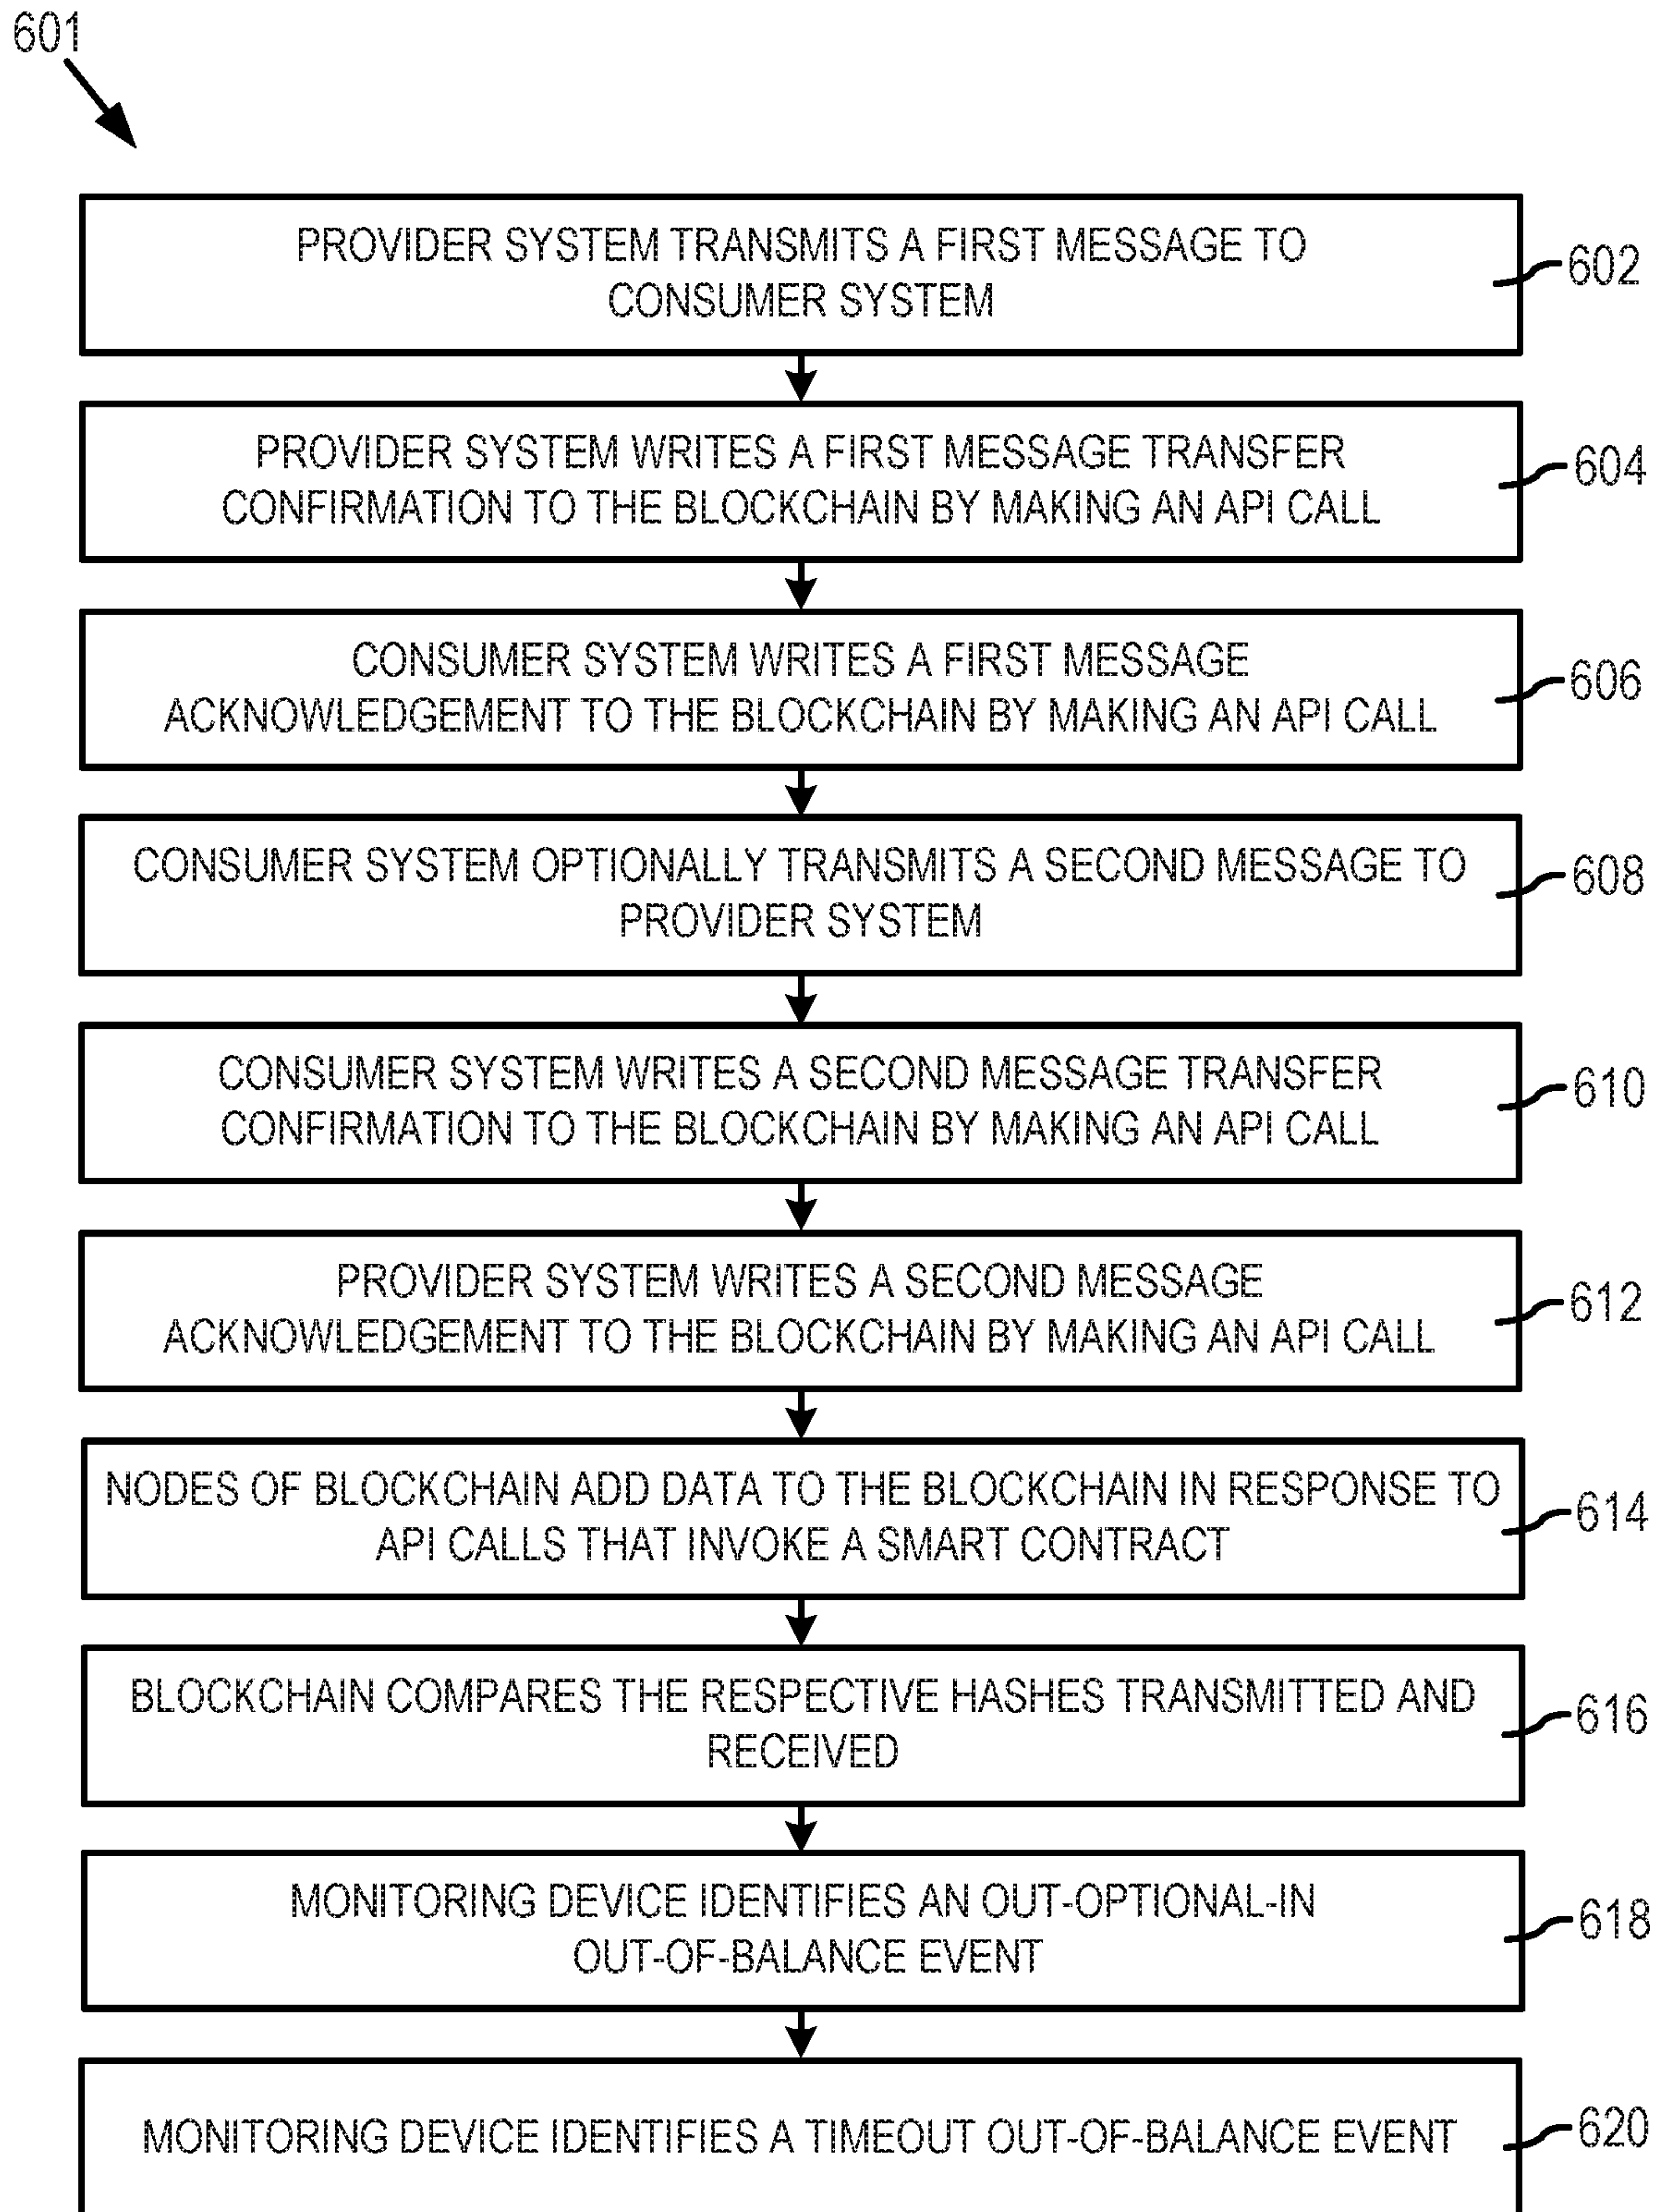 601
PROVIDER SYSTEM TRANSMITS A FIRST MESSAGE TO
CONSUMER SYSTEM
602
PROVIDER SYSTEM WRITES A FIRST MESSAGE TRANSFER
CONFIRMATION TO THE BLOCKCHAIN BY MAKING AN API CALL
604
CONSUMER SYSTEM WRITES A FIRST MESSAGE
ACKNOWLEDGEMENT TO THE BLOCKCHAIN BY MAKING AN API CALL
606
CONSUMER SYSTEM OPTIONALLY TRANSMITS A SECOND MESSAGE TO
PROVIDER SYSTEM
608
CONSUMER SYSTEM WRITES A SECOND MESSAGE TRANSFER
CONFIRMATION TO THE BLOCKCHAIN BY MAKING AN API CALL
610
PROVIDER SYSTEM WRITES A SECOND MESSAGE
ACKNOWLEDGEMENT TO THE BLOCKCHAIN BY MAKING AN API CALL
612
NODES OF BLOCKCHAIN ADD DATA TO THE BLOCKCHAIN IN RESPONSE TO
API CALLS THAT INVOKE A SMART CONTRACT
614
BLOCKCHAIN COMPARES THE RESPECTIVE HASHES TRANSMITTED AND
RECEIVED
616
MONITORING DEVICE IDENTIFIES AN OUT-OPTIONAL-IN
OUT-OF-BALANCE EVENT
618
MONITORING DEVICE IDENTIFIES A TIMEOUT OUT-OF-BALANCE EVENT
620